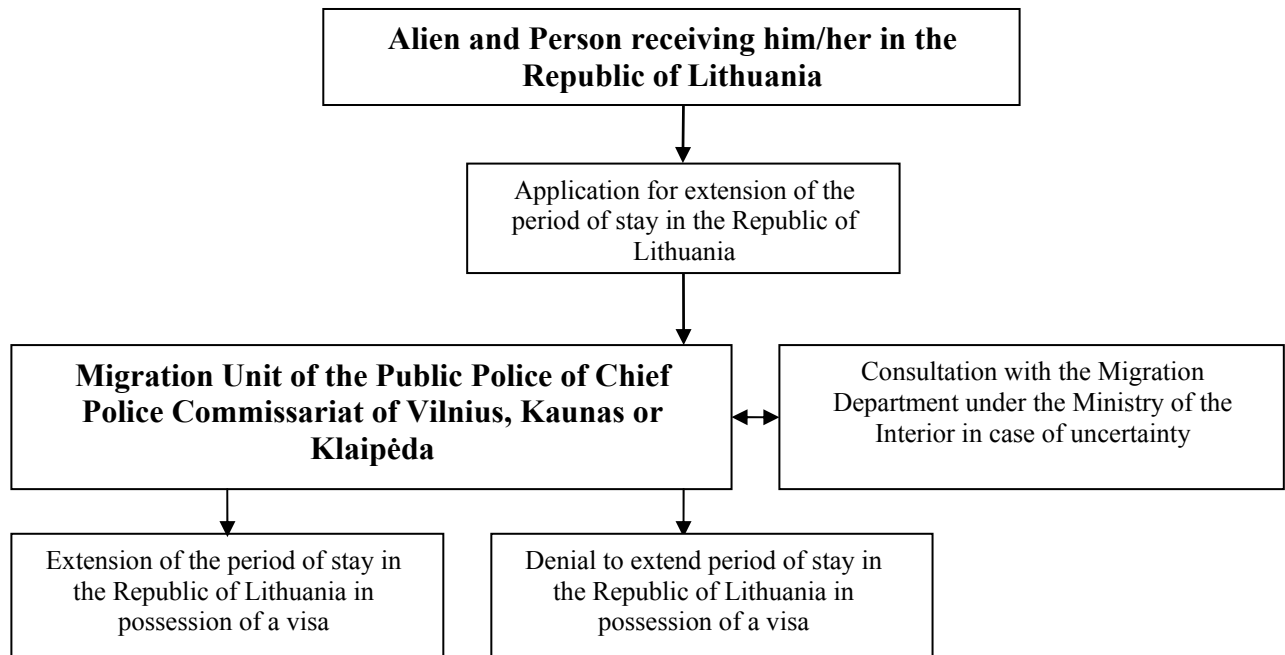 Alien and Person receiving him/her in the
Republic of Lithuania
Application for extension of the
period of stay in the Republic of
Lithuania
Migration Unit of the Public Police of Chief
Police Commissariat of Vilnius, Kaunas or
Klaipėda
Consultation with the Migration
Department under the Ministry of the
Interior in case of uncertainty
Extension of the period of stay in
the Republic of Lithuania in
possession of a visa
Denial to extend period of stay in
the Republic of Lithuania in
possession of a visa